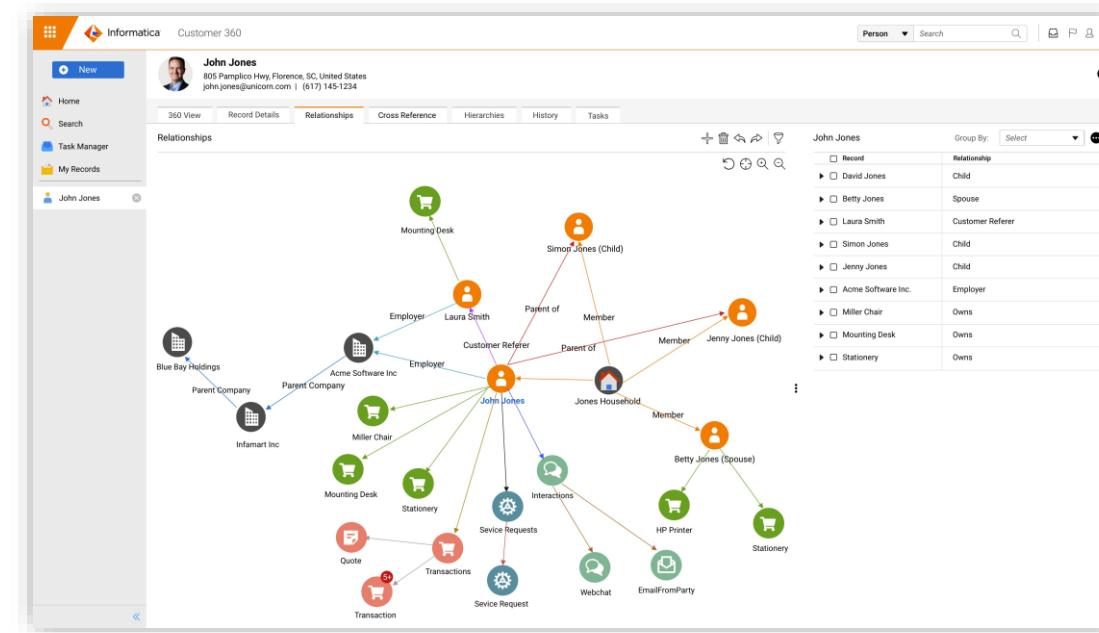 Informatica Customer 360
Person
Search
New
Home
Search
Task Manager
My Records
John Jones
John Jones
805 Pamplico Hwy, Florence, SC, United States
john.jones@unicorn.com | (617) 145-1234
360 View
Record Details
Relationships
Cross Reference
Hierarchies
History
Tasks
Relationships
Mounting Desk
Simon Jones (Child)
Employer
Laura Smith
Parent of
Member
Customer Referer
Parent of
Member
Jenny Jones (Child)
Blue Bay Holdings
Acme Software Inc
Employer
Parent Company
Parent Company
John Jones
Jones Household
Member
Infamart Inc
Miller Chair
Betty Jones (Spouse)
Mounting Desk
Stationery
Interactions
Sevice Requests
HP Printer
Stationery
Quote
Transactions
5+
Transaction
Sevice Request
Webchat
EmailFromParty
John Jones
Group By:
Select
Record Relationship
David Jones Child
Betty Jones Spouse
Laura Smith Customer Referer
Simon Jones Child
Jenny Jones Child
Acme Software Inc. Employer
Miller Chair Owns
Mounting Desk Owns
Stationery Owns